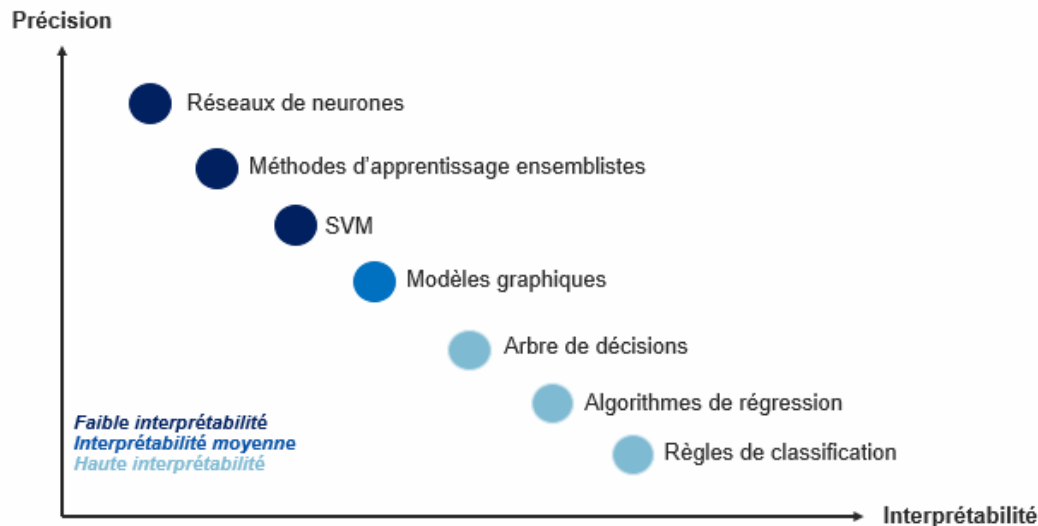 Précision
Réseaux de neurones
Méthodes d'apprentissage ensemblistes
SVM
Modèles graphiques
Arbre de décisions
Algorithmes de régression
Règles de classification
Faible interprétabilité
Interprétabilité moyenne
Haute interprétabilité
Interprétabilité